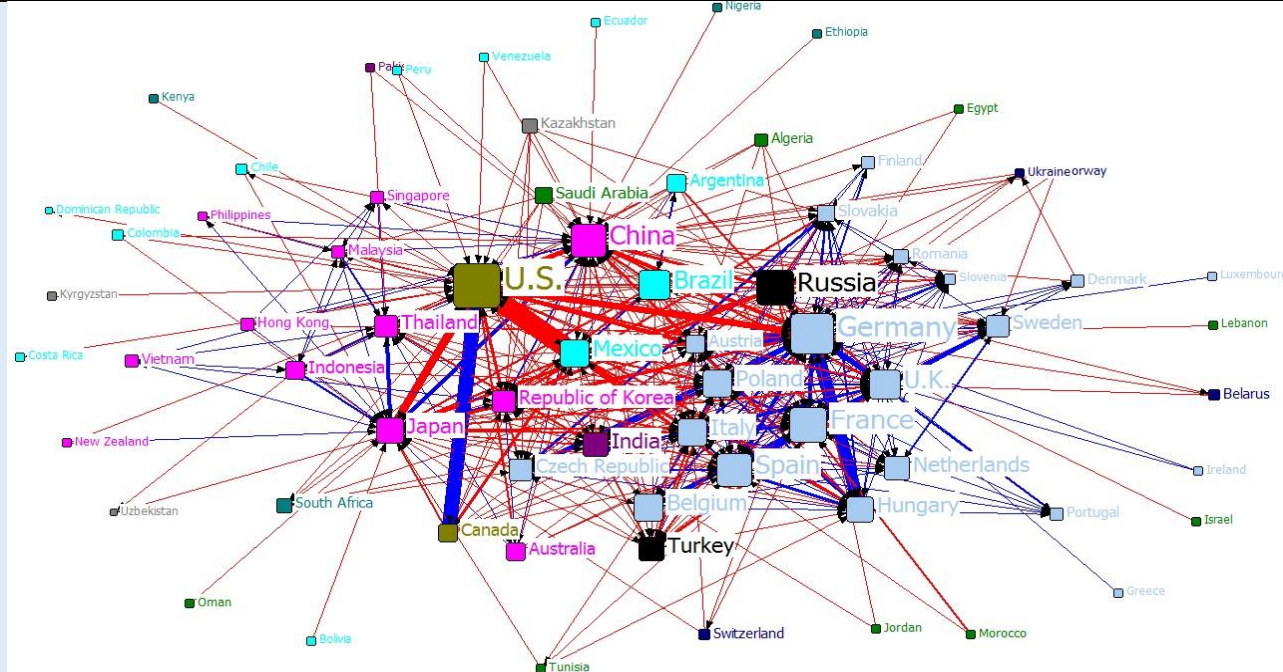 Nigeria
Ecuador
Ethiopia
Venezuela
Peru
Kenya
Egypt
Kazakhstan
Algeria
Finland
Chile
Ukraine
Argentina
Saudi Arabia
Singapore
Dominican Republic
Philippines
Slovakia
Colombia
China
Malaysia
Romania
U.S.
Brazil
Russia
Slovenia
Denmark
Luxembourg
Kyrgyzstan
Hong Kong
Thailand
Germany
Sweden
Lebanon
Costa Rica
Vietnam
Mexico
Austria
Indonesia
Poland
U.K.
Republic of Korea
Belarus
Japan
Italy
France
New Zealand
India
Czech Republic
Spain
Netherlands
Ireland
South Africa
Belgium
Hungary
Uzbekistan
Portugal
Israel
Canada
Australia
Turkey
Greece
Oman
Bolivia
Switzerland
Jordan
Morocco
Tunisia